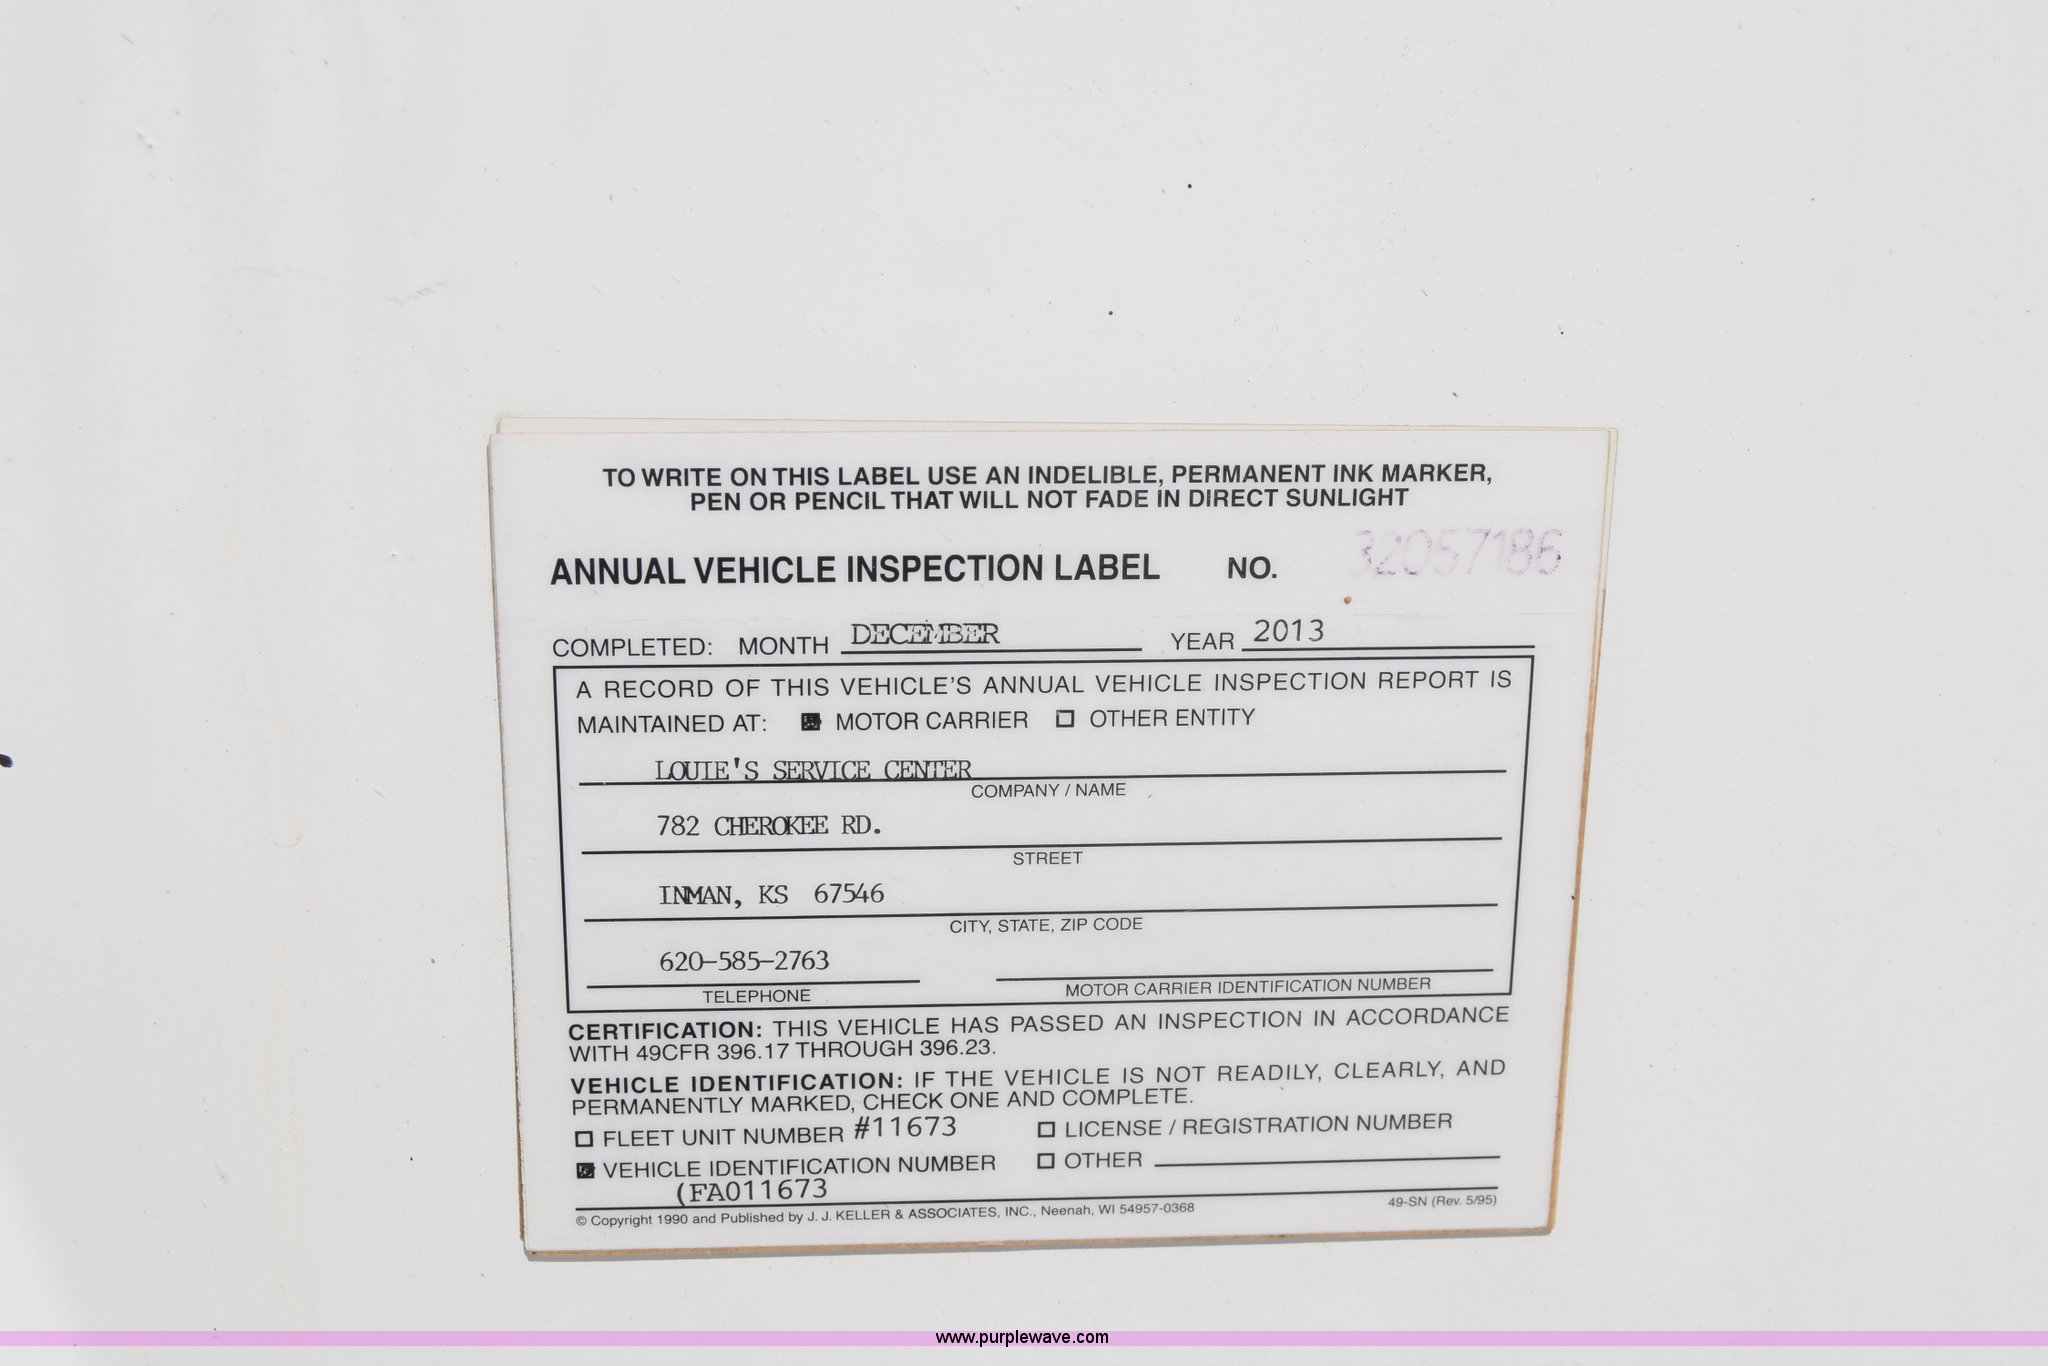 TO WRITE ON THIS LABEL USE AN INDELIBLE, PERMANENT INK MARKER,
PEN OR PENCIL THAT WILL NOT FADE IN DIRECT SUNLIGHT
ANNUAL VEHICLE INSPECTION LABEL NO. 32057186
COMPLETED: MONTH DECEMBER YEAR 2013
A RECORD OF THIS VEHICLE'S ANNUAL VEHICLE INSPECTION REPORT IS
MAINTAINED AT: MOTOR CARRIER OTHER ENTITY
LOUIE'S SERVICE CENTER
COMPANY / NAME
782 CHEROKEE RD.
STREET
INMAN, KS 67546
CITY, STATE, ZIP CODE
620-585-2763
TELEPHONE MOTOR CARRIER IDENTIFICATION NUMBER
CERTIFICATION: THIS VEHICLE HAS PASSED AN INSPECTION IN ACCORDANCE
WITH 49CFR 396.17 THROUGH 396.23.
VEHICLE IDENTIFICATION: IF THE VEHICLE IS NOT READILY, CLEARLY, AND
PERMANENTLY MARKED, CHECK ONE AND COMPLETE.
FLEET UNIT NUMBER #11673 LICENSE / REGISTRATION NUMBER
VEHICLE IDENTIFICATION NUMBER OTHER
(FA011673
© Copyright 1990 and Published by J. J. KELLER & ASSOCIATES, INC., Neenah, WI 54957-0368 49-SN (Rev. 5/95)
www.purplewave.com